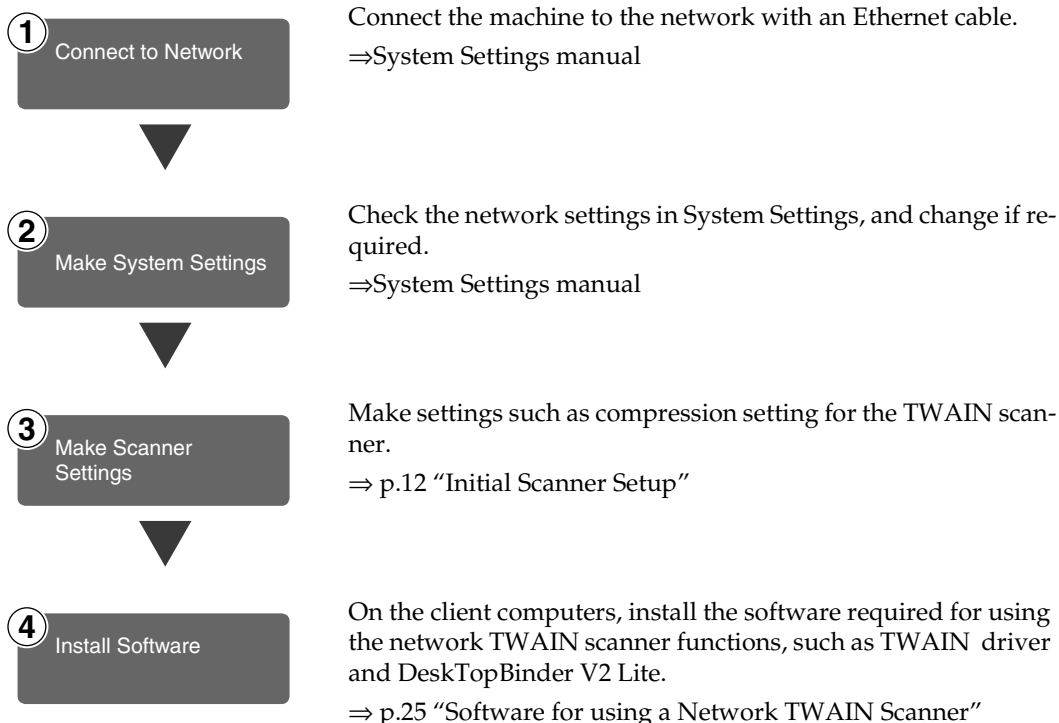 1
Connect to Network
Connect the machine to the network with an Ethernet cable.
⇒System Settings manual
2
Make System Settings
Check the network settings in System Settings, and change if re-
quired.
⇒System Settings manual
3
Make Scanner
Settings
Make settings such as compression setting for the TWAIN scan-
ner.
⇒ p.12 “Initial Scanner Setup”
4
Install Software
On the client computers, install the software required for using
the network TWAIN scanner functions, such as TWAIN driver
and DeskTopBinder V2 Lite.
⇒ p.25 “Software for using a Network TWAIN Scanner”